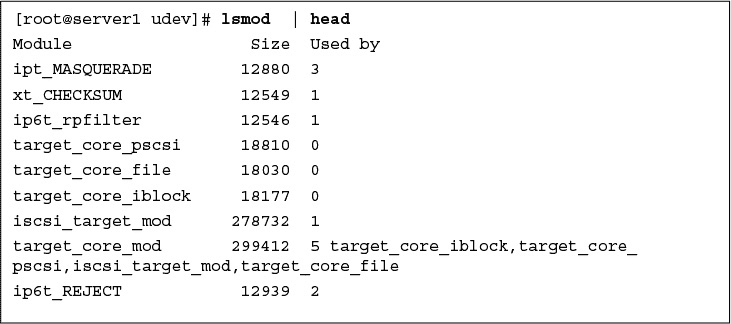 [root@server1 udev]# lsmod  | head
Module                  Size  Used by
ipt_MASQUERADE         12880  3
xt_CHECKSUM            12549  1
ip6t_rpfilter          12546  1
target_core_pscsi      18810  0
target_core_file       18030  0
target_core_iblock     18177  0
iscsi_target_mod      278732  1
target_core_mod       299412  5 target_core_iblock,target_core_
pscsi,iscsi_target_mod,target_core_file
ip6t_REJECT            12939  2